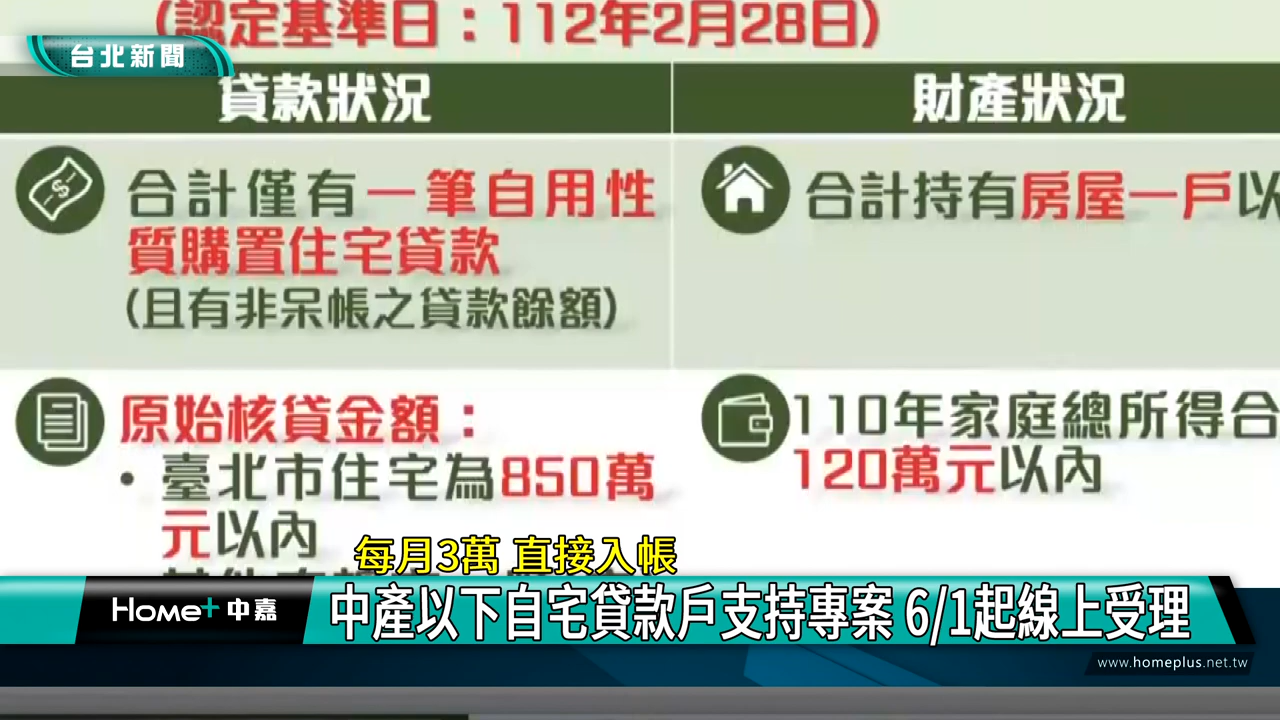 (認定基準日：112年2月28日)
台北新聞
貸款狀況
財產狀況
合計僅有一筆自用性
質購置住宅貸款
(且有非呆帳之貸款餘額)
合計持有房屋一戶以
原始核貸金額：
• 臺北市住宅為850萬
元以內
110年家庭總所得合
120萬元以內
每月3萬 直接入帳
Home+中嘉
中產以下自宅貸款戶支持專案 6/1起線上受理
www.homeplus.net.tw